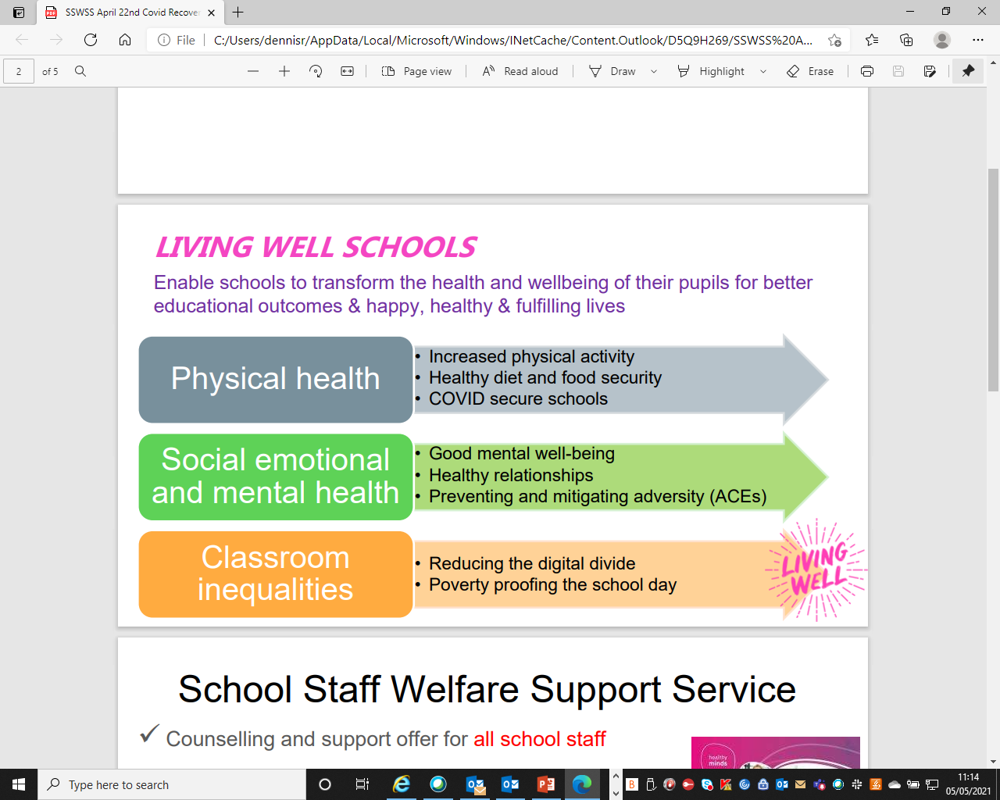 SSWSS April 22nd Covid Recover
File
C:/Users/dennisr/AppData/Local/Microsoft/Windows/INetCache/Content.Outlook/D5Q9H269/SSWSS%20A...
2 of 5
Page view
Read aloud
Draw
Highlight
Erase
LIVING WELL SCHOOLS
Enable schools to transform the health and wellbeing of their pupils for better
educational outcomes & happy, healthy & fulfilling lives
Physical health
• Increased physical activity
• Healthy diet and food security
• COVID secure schools
Social emotional
and mental health
• Good mental well-being
• Healthy relationships
• Preventing and mitigating adversity (ACEs)
Classroom
inequalities
• Reducing the digital divide
• Poverty proofing the school day
LIVING
WELL
School Staff Welfare Support Service
✓ Counselling and support offer for all school staff
healthy
minds
Type here to search
11:14
05/05/2021